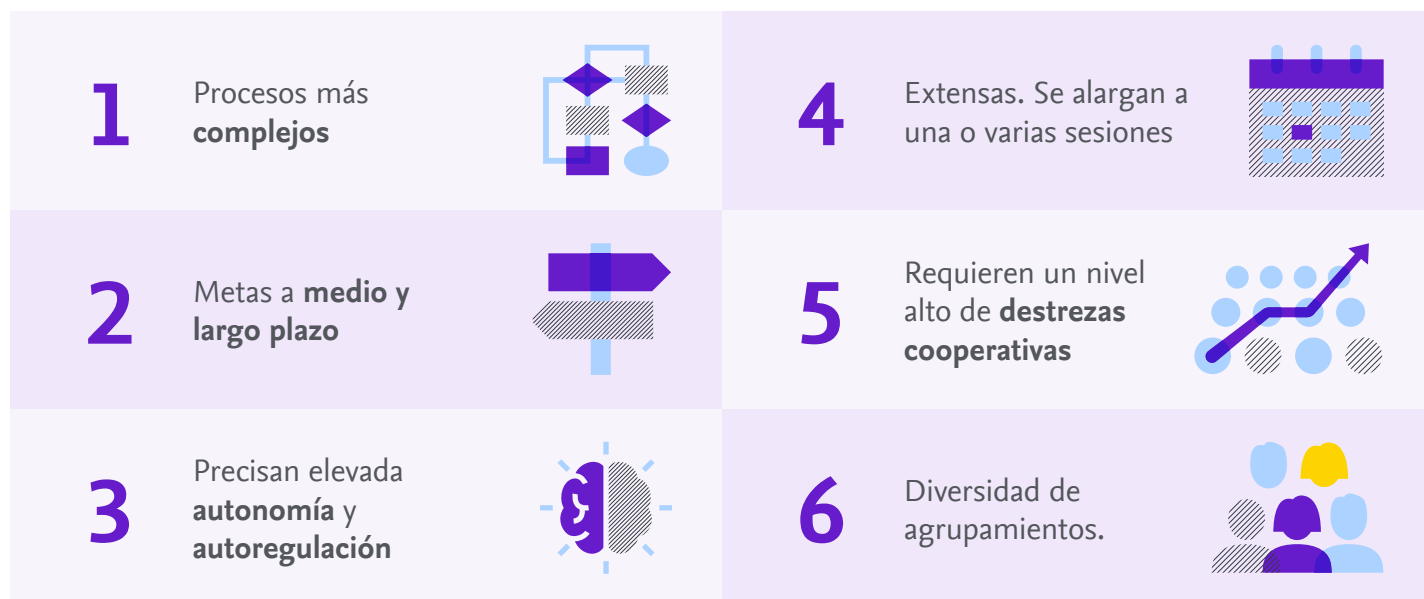 1
Procesos más
complejos
2
Metas a medio y
largo plazo
3
Precisan elevada
autonomía y
autoregulación
4
Extensas. Se alargan a
una o varias sesiones
5
Requieren un nivel
alto de destrezas
cooperativas
6
Diversidad de
agrupamientos.